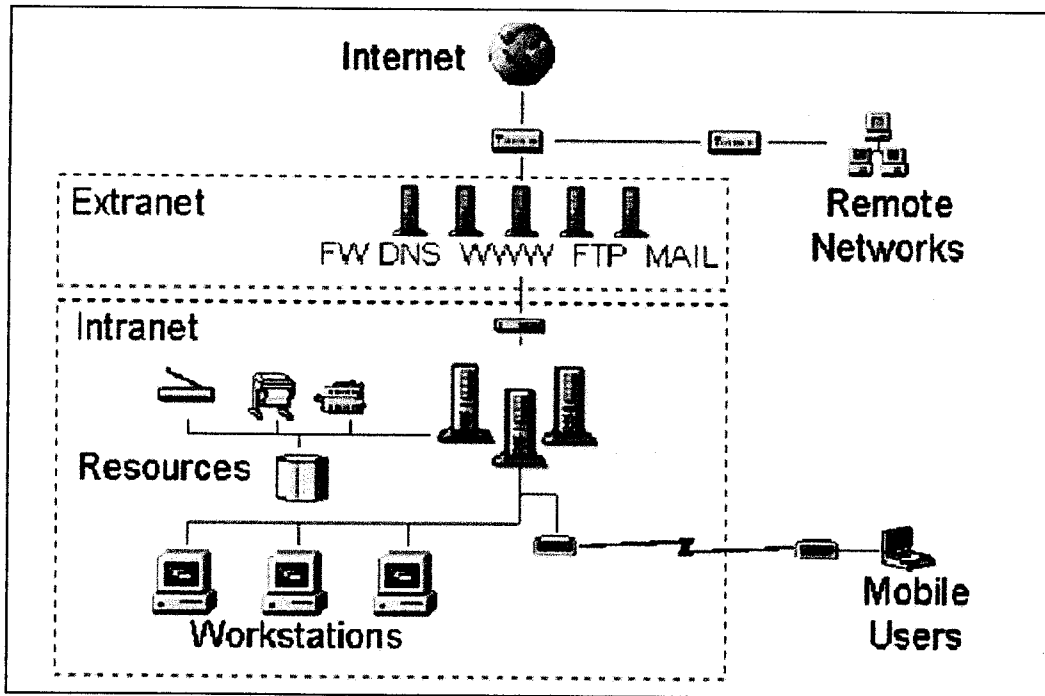 Internet
Extranet
FW DNS WWW FTP MAIL
Remote
Networks
Intranet
Resources
Workstations
Mobile
Users